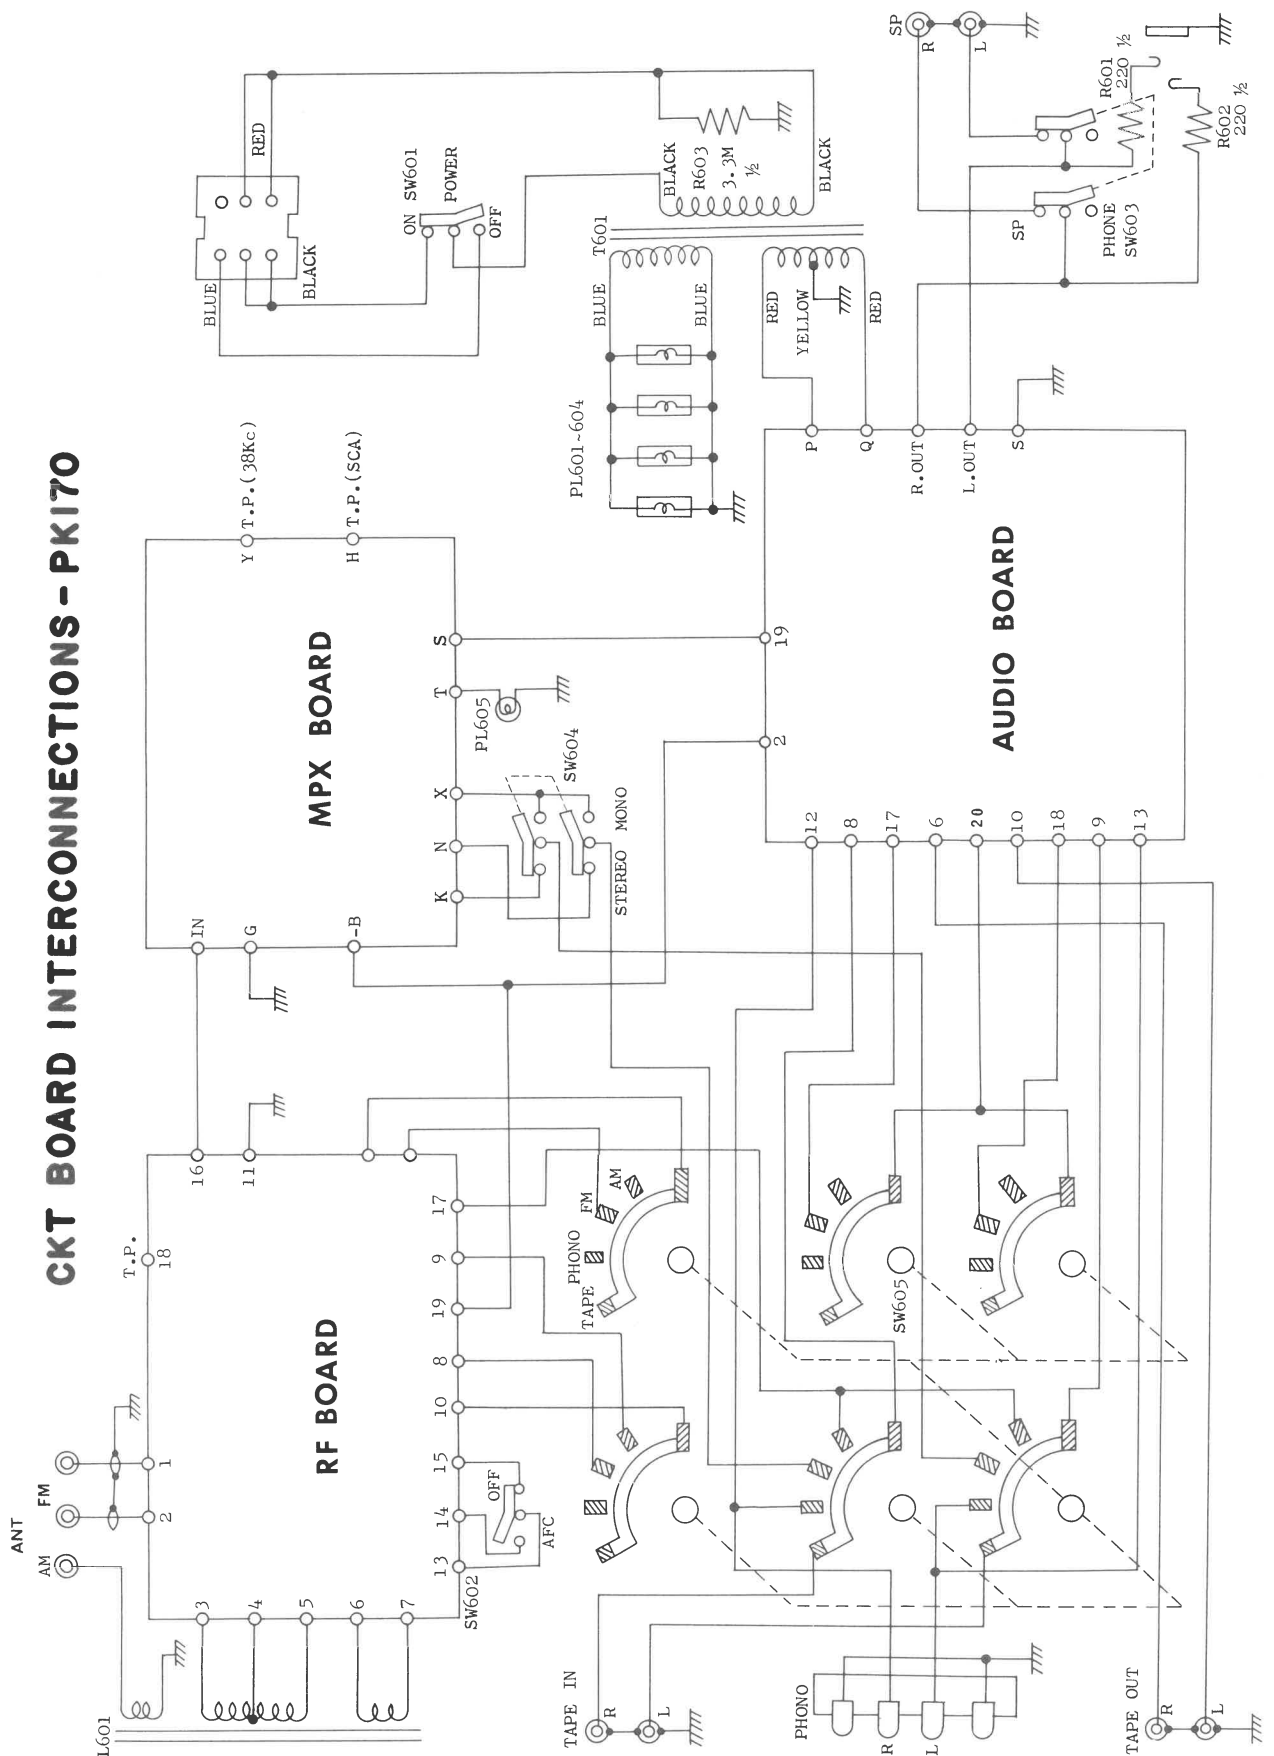 CKT BOARD INTERCONNECTIONS-PK170
ANT
AM
FM
L601
T.P.
18
1
2
3
4
5
6
7
16
11
17
9
19
8
10
15
14
13
RF BOARD
OFF
AFC
SW602
IN
G
-B
K
N
X
T
S
Y
T.P.(38Kc)
H
T.P.(SCA)
MPX BOARD
STEREO
MONO
SW604
PL605
BLUE
BLACK
RED
ON
SW601
POWER
OFF
BLACK
R603
3.3M
½
BLACK
T601
BLUE
BLUE
PL601~604
RED
YELLOW
RED
SP
R
L
R601
220 ½
R602
220 ½
SP
PHONE
SW603
P
Q
R.OUT
L.OUT
S
19
2
12
8
17
6
20
10
18
9
13
AUDIO BOARD
TAPE
PHONO
FM
AM
SW605
TAPE IN
R
L
PHONO
R
L
TAPE OUT
R
L